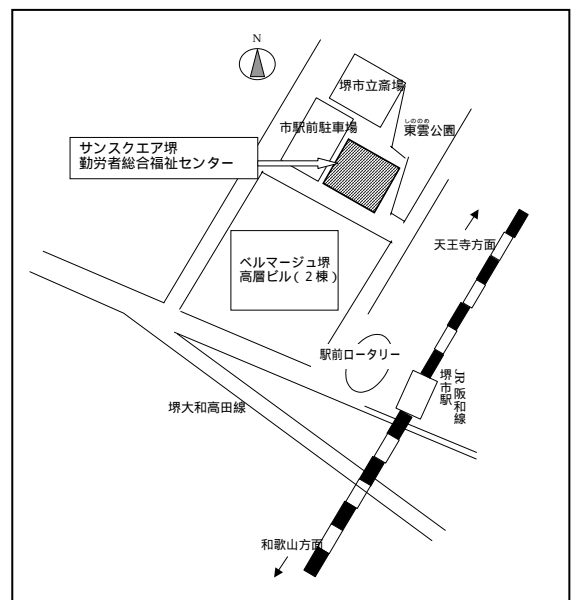 N
堺市立斎場
しののめ
東雲公園
市駅前駐車場
サンスクエア堺
勤労者総合福祉センター
天王寺方面
ベルマージュ堺
高層ビル(２棟)
駅前ロータリー
JR 阪和線
堺市駅
堺大和高田線
和歌山方面